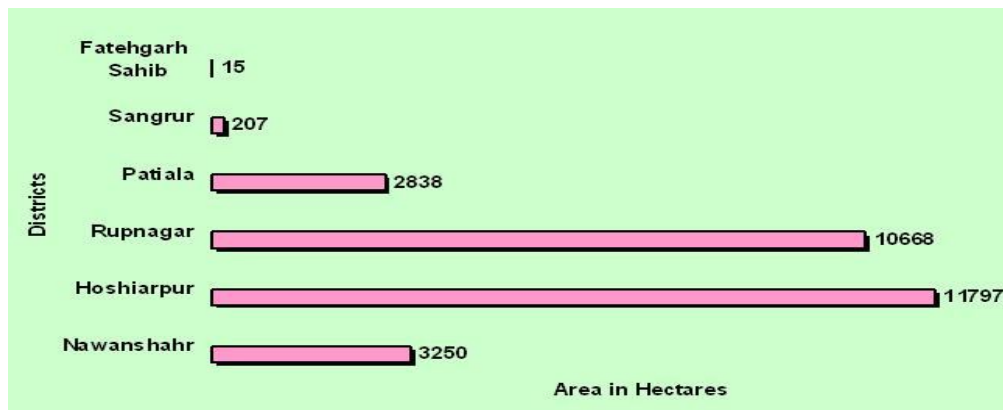 Fatehgarh
Sahib
15
Sangrur
207
Patiala
2838
Districts
Rupnagar
10668
Hoshiarpur
11797
Nawanshahr
3250
Area in Hectares